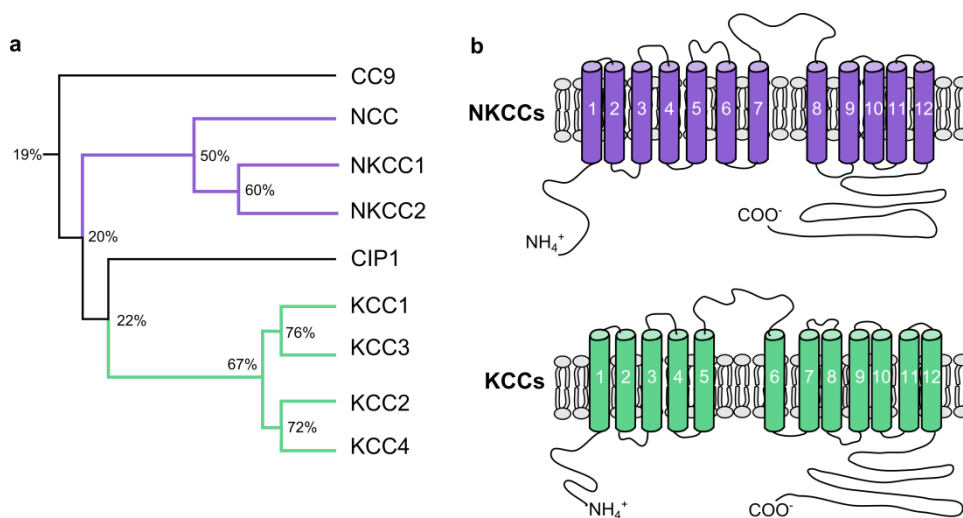 a
CC9
NCC
19%
50%
NKCC1
60%
NKCC2
20%
CIP1
22%
KCC1
76%
KCC3
67%
KCC2
72%
KCC4
b
NKCCs
1 2 3 4 5 6 7 8 9 10 11 12
COO⁻
NH₄⁺
KCCs
1 2 3 4 5 6 7 8 9 10 11 12
NH₄⁺
COO⁻